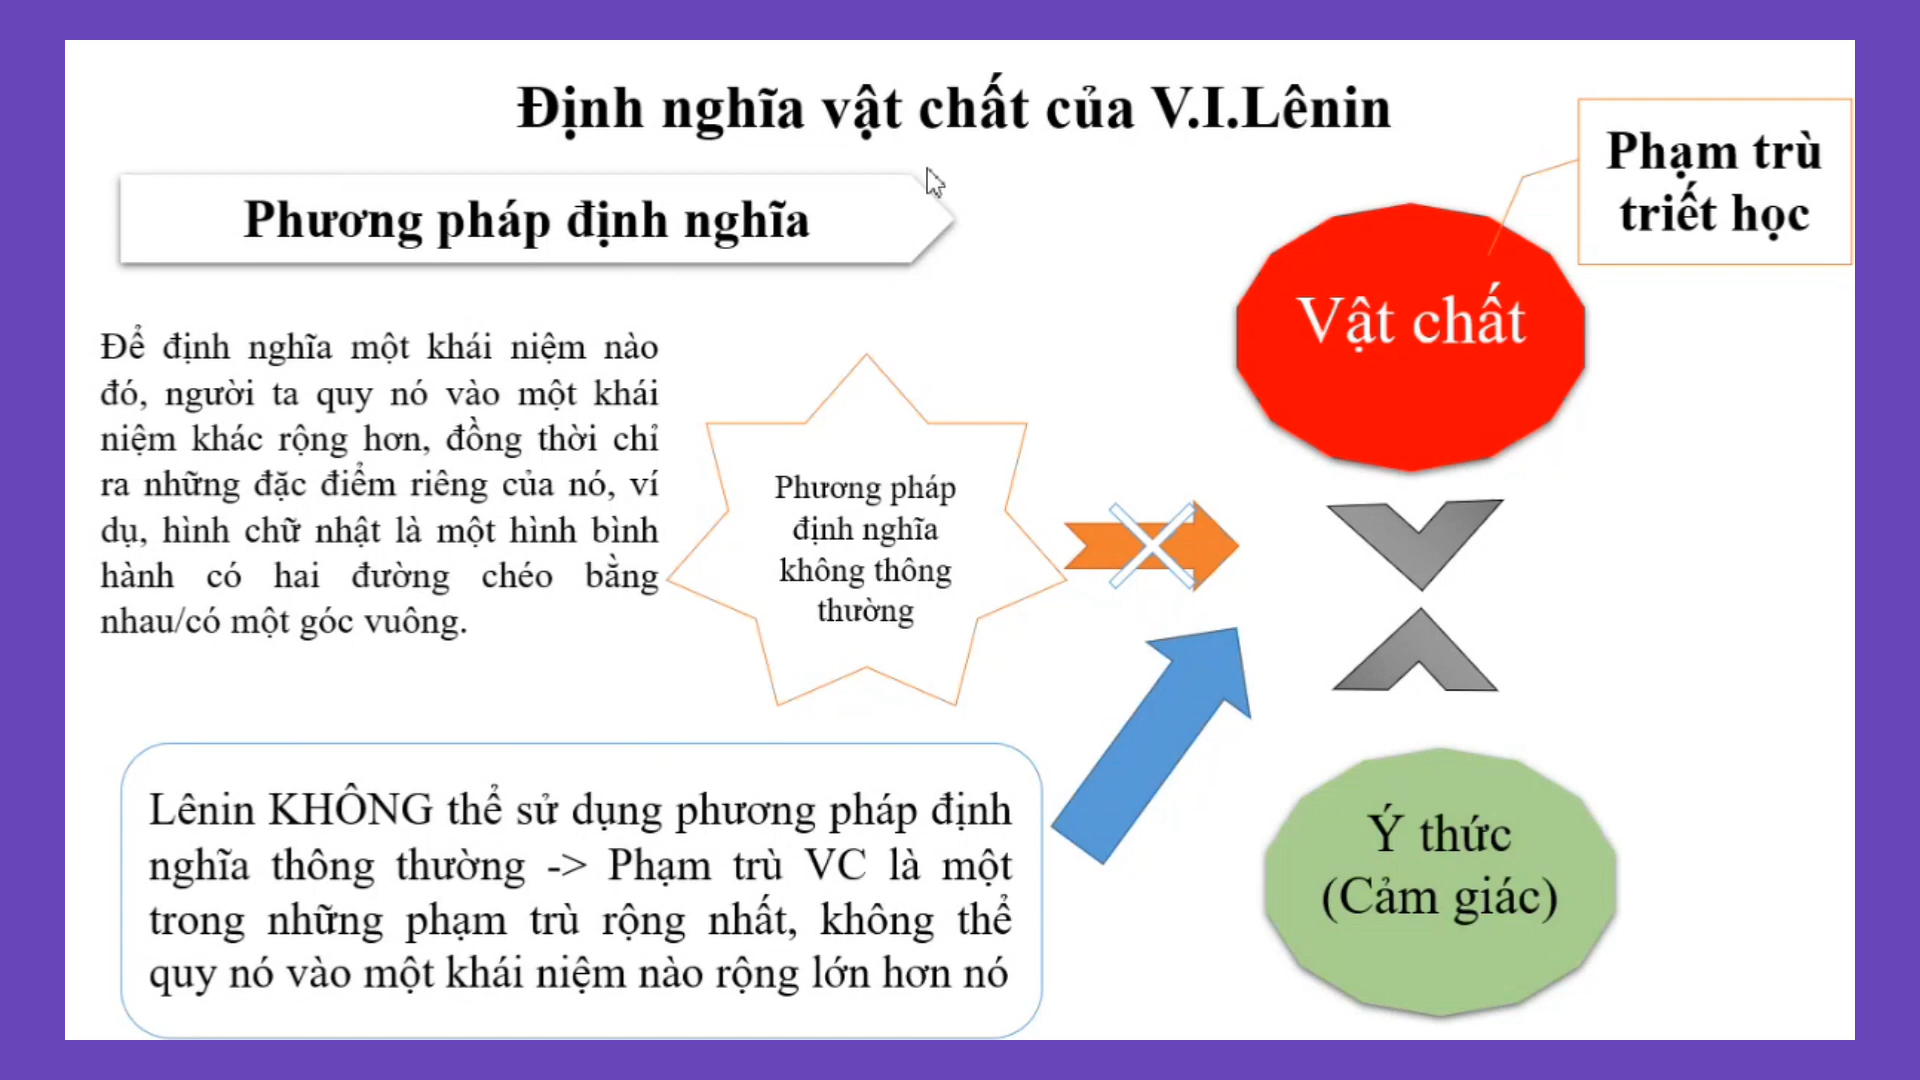 Định nghĩa vật chất của V.I.Lênin
Phạm trù
triết học
Phương pháp định nghĩa
Vật chất
Để định nghĩa một khái niệm nào
đó, người ta quy nó vào một khái
niệm khác rộng hơn, đồng thời chỉ
ra những đặc điểm riêng của nó, ví
dụ, hình chữ nhật là một hình bình
hành có hai đường chéo bằng
nhau/có một góc vuông.
Phương pháp
định nghĩa
không thông
thường
Lênin KHÔNG thể sử dụng phương pháp định
nghĩa thông thường -> Phạm trù VC là một
trong những phạm trù rộng nhất, không thể
quy nó vào một khái niệm nào rộng lớn hơn nó
Ý thức
(Cảm giác)